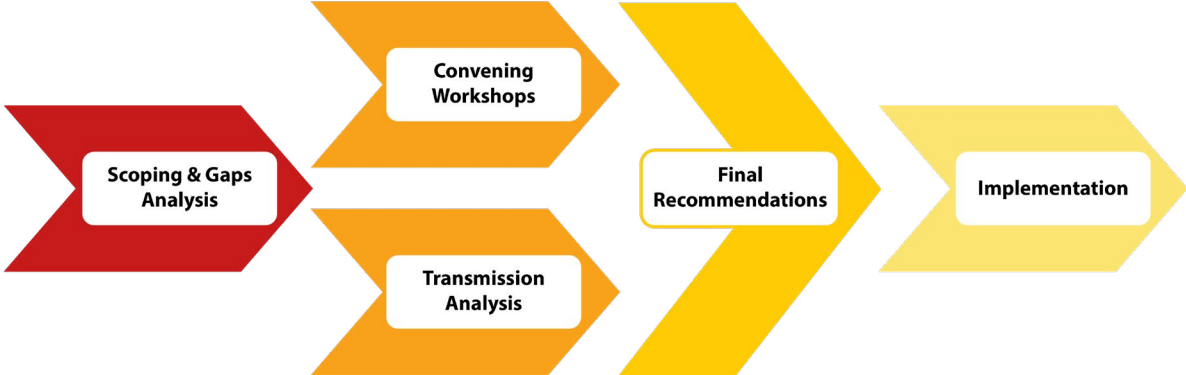 Scoping & Gaps
Analysis
Convening
Workshops
Transmission
Analysis
Final
Recommendations
Implementation